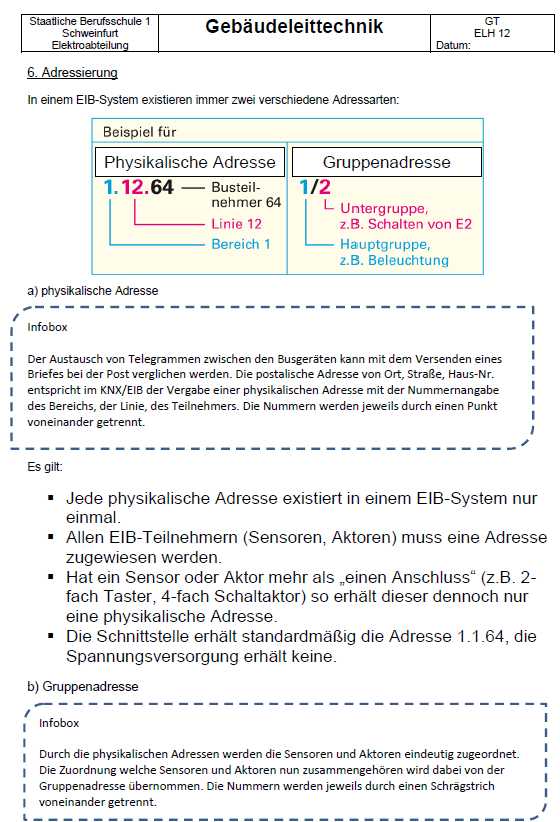 Staatliche Berufsschule 1
Schweinfurt
Elektroabteilung
Gebäudeleittechnik
GT
ELH 12
Datum:
6. Adressierung
In einem EIB-System existieren immer zwei verschiedene Adressarten:
Beispiel für
Physikalische Adresse
1.12.64
Busteil-
nehmer 64
Linie 12
Bereich 1
Gruppenadresse
1/2
Untergruppe,
z.B. Schalten von E2
Hauptgruppe,
z.B. Beleuchtung
a) physikalische Adresse
Infobox
Der Austausch von Telegrammen zwischen den Busgeräten kann mit dem Versenden eines
Briefes bei der Post verglichen werden. Die postalische Adresse von Ort, Straße, Haus-Nr.
entspricht im KNX/EIB der Vergabe einer physikalischen Adresse mit der Nummernangabe
des Bereichs, der Linie, des Teilnehmers. Die Nummern werden jeweils durch einen Punkt
voneinander getrennt.
Es gilt:
▪ Jede physikalische Adresse existiert in einem EIB-System nur
einmal.
▪ Allen EIB-Teilnehmern (Sensoren, Aktoren) muss eine Adresse
zugewiesen werden.
▪ Hat ein Sensor oder Aktor mehr als „einen Anschluss“ (z.B. 2-
fach Taster, 4-fach Schaltaktor) so erhält dieser dennoch nur
eine physikalische Adresse.
▪ Die Schnittstelle erhält standardmäßig die Adresse 1.1.64, die
Spannungsversorgung erhält keine.
b) Gruppenadresse
Infobox
Durch die physikalischen Adressen werden die Sensoren und Aktoren eindeutig zugeordnet.
Die Zuordnung welche Sensoren und Aktoren nun zusammengehören wird dabei von der
Gruppenadresse übernommen. Die Nummern werden jeweils durch einen Schrägstrich
voneinander getrennt.